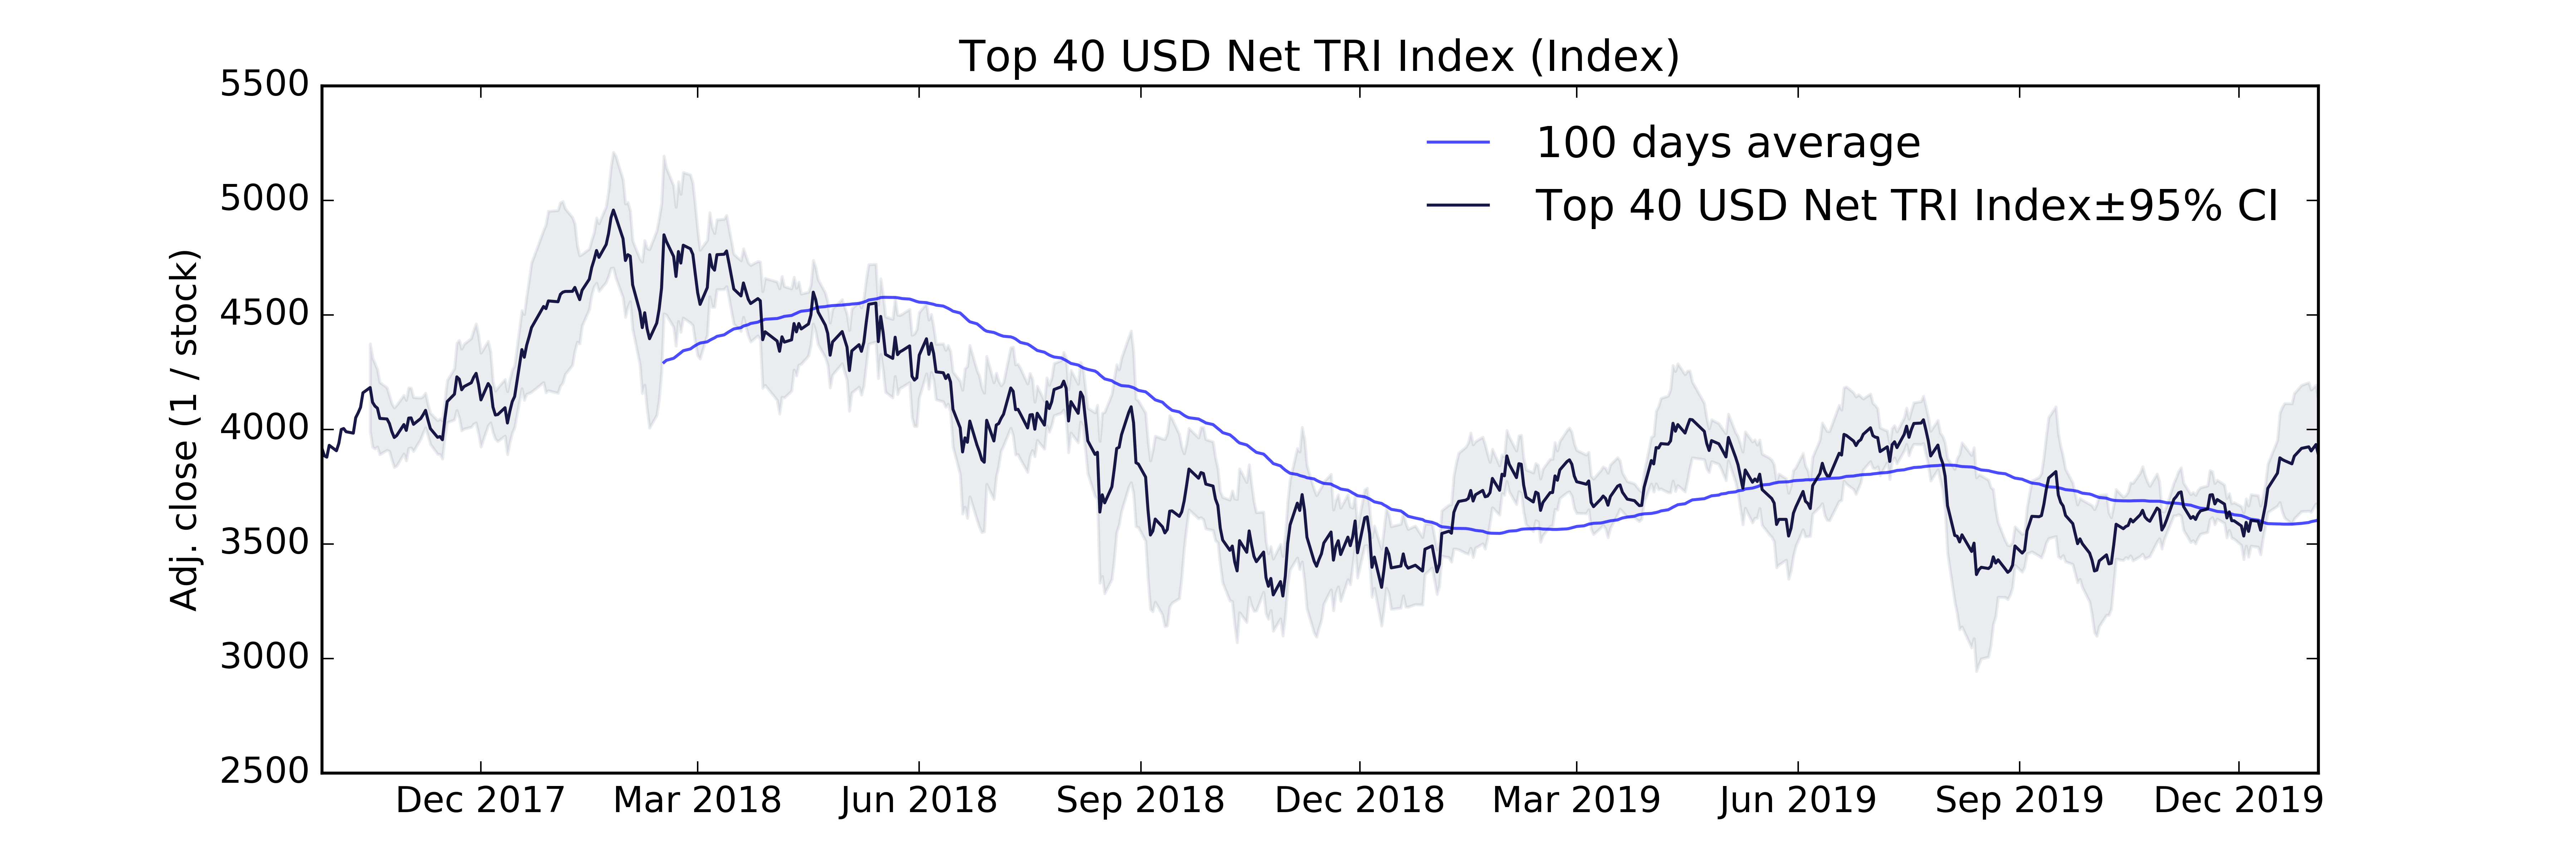 Top 40 USD Net TRI Index (Index)
5500
5000
4500
4000
3500
3000
2500
Adj. close (1 / stock)
100 days average
Top 40 USD Net TRI Index±95% CI
Dec 2017 Mar 2018 Jun 2018 Sep 2018 Dec 2018 Mar 2019 Jun 2019 Sep 2019 Dec 2019